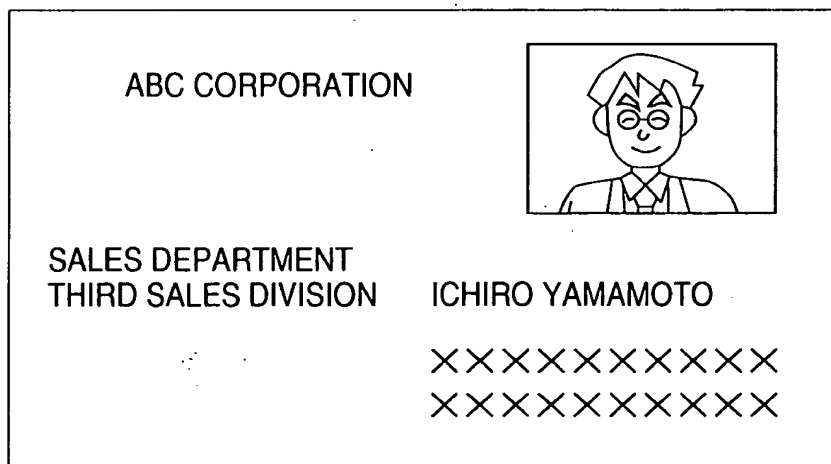 ABC CORPORATION
SALES DEPARTMENT
THIRD SALES DIVISION
ICHIRO YAMAMOTO
××××××××××
××××××××××